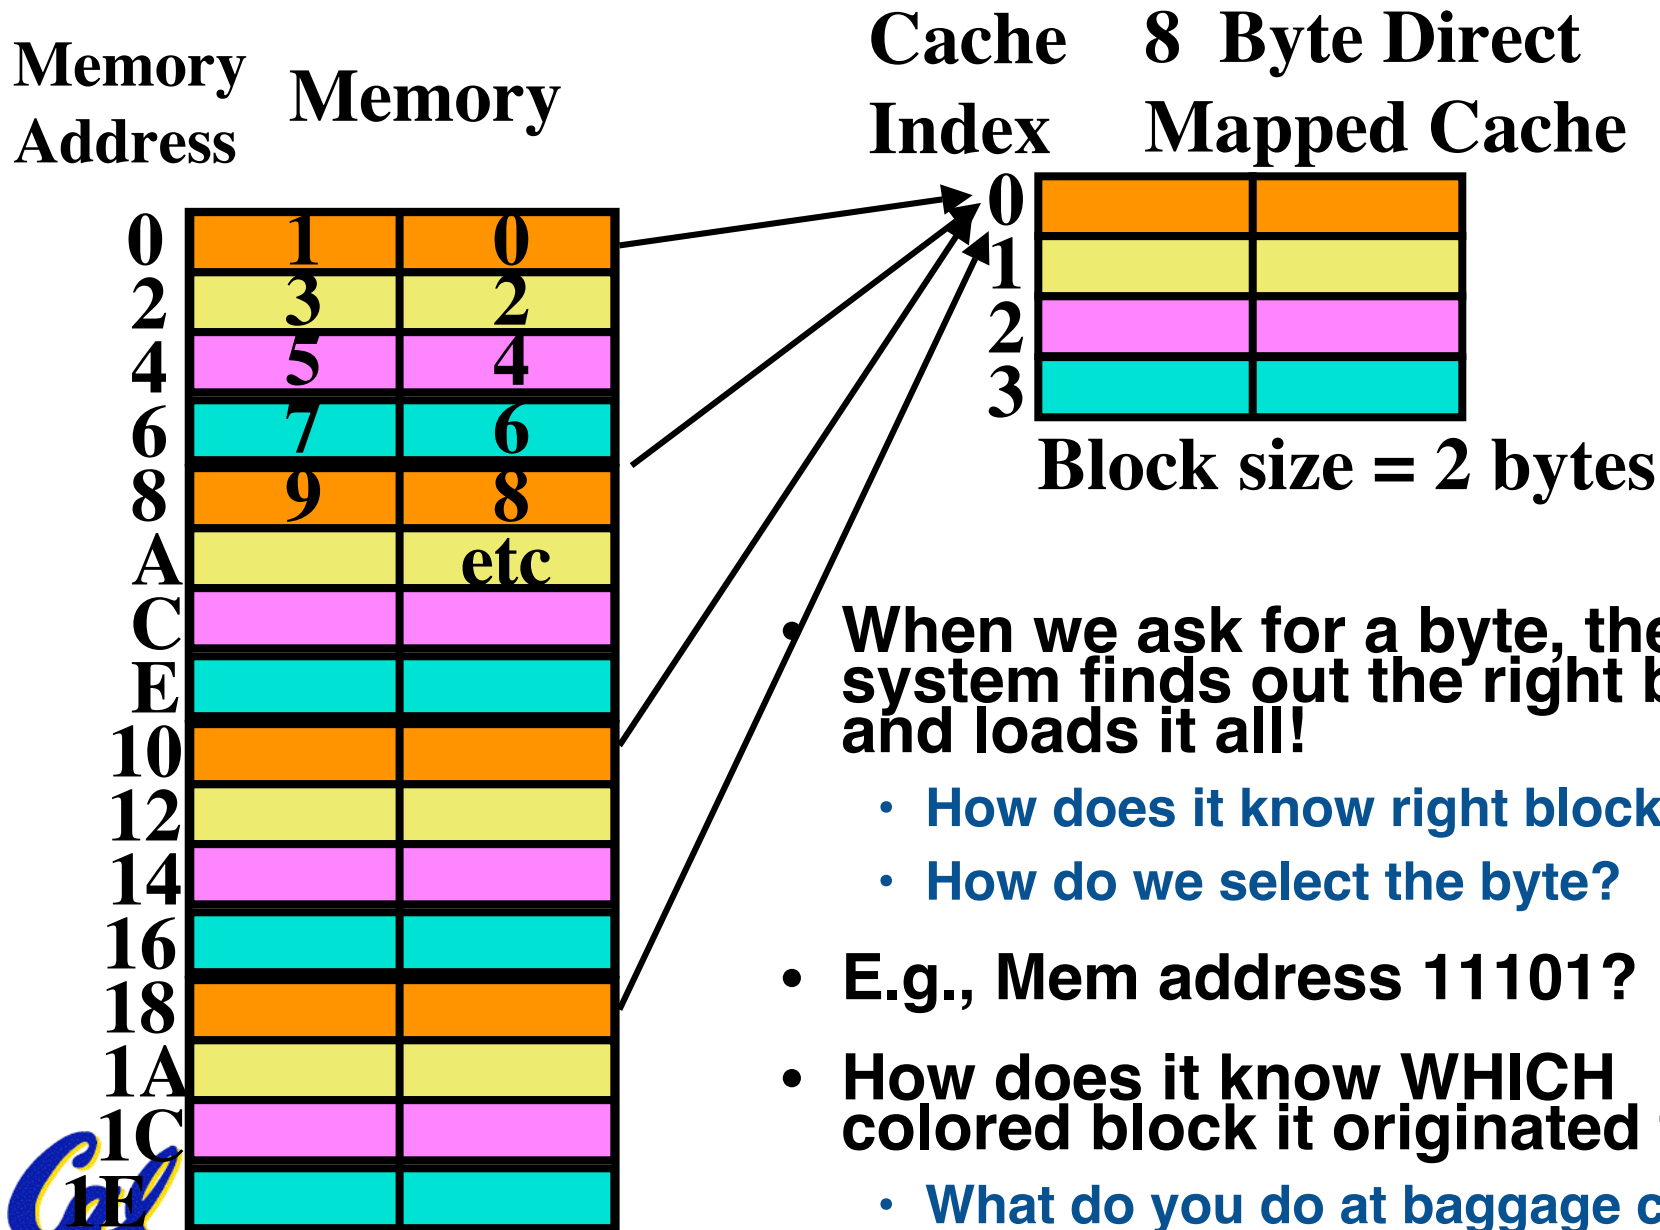 Memory Address
Memory
Cache Index
8 Byte Direct
Mapped Cache
0 1 0
2 3 2
4 5 4
6 7 6
8 9 8
A etc
C
E
10
12
14
16
18
1A
1C
1E
0
1
2
3
Block size = 2 bytes
• When we ask for a byte, the
system finds out the right
and loads it all!
• How does it know right block
• How do we select the byte?
• E.g., Mem address 11101?
• How does it know WHICH
colored block it originated
• What do you do at baggage
Cal